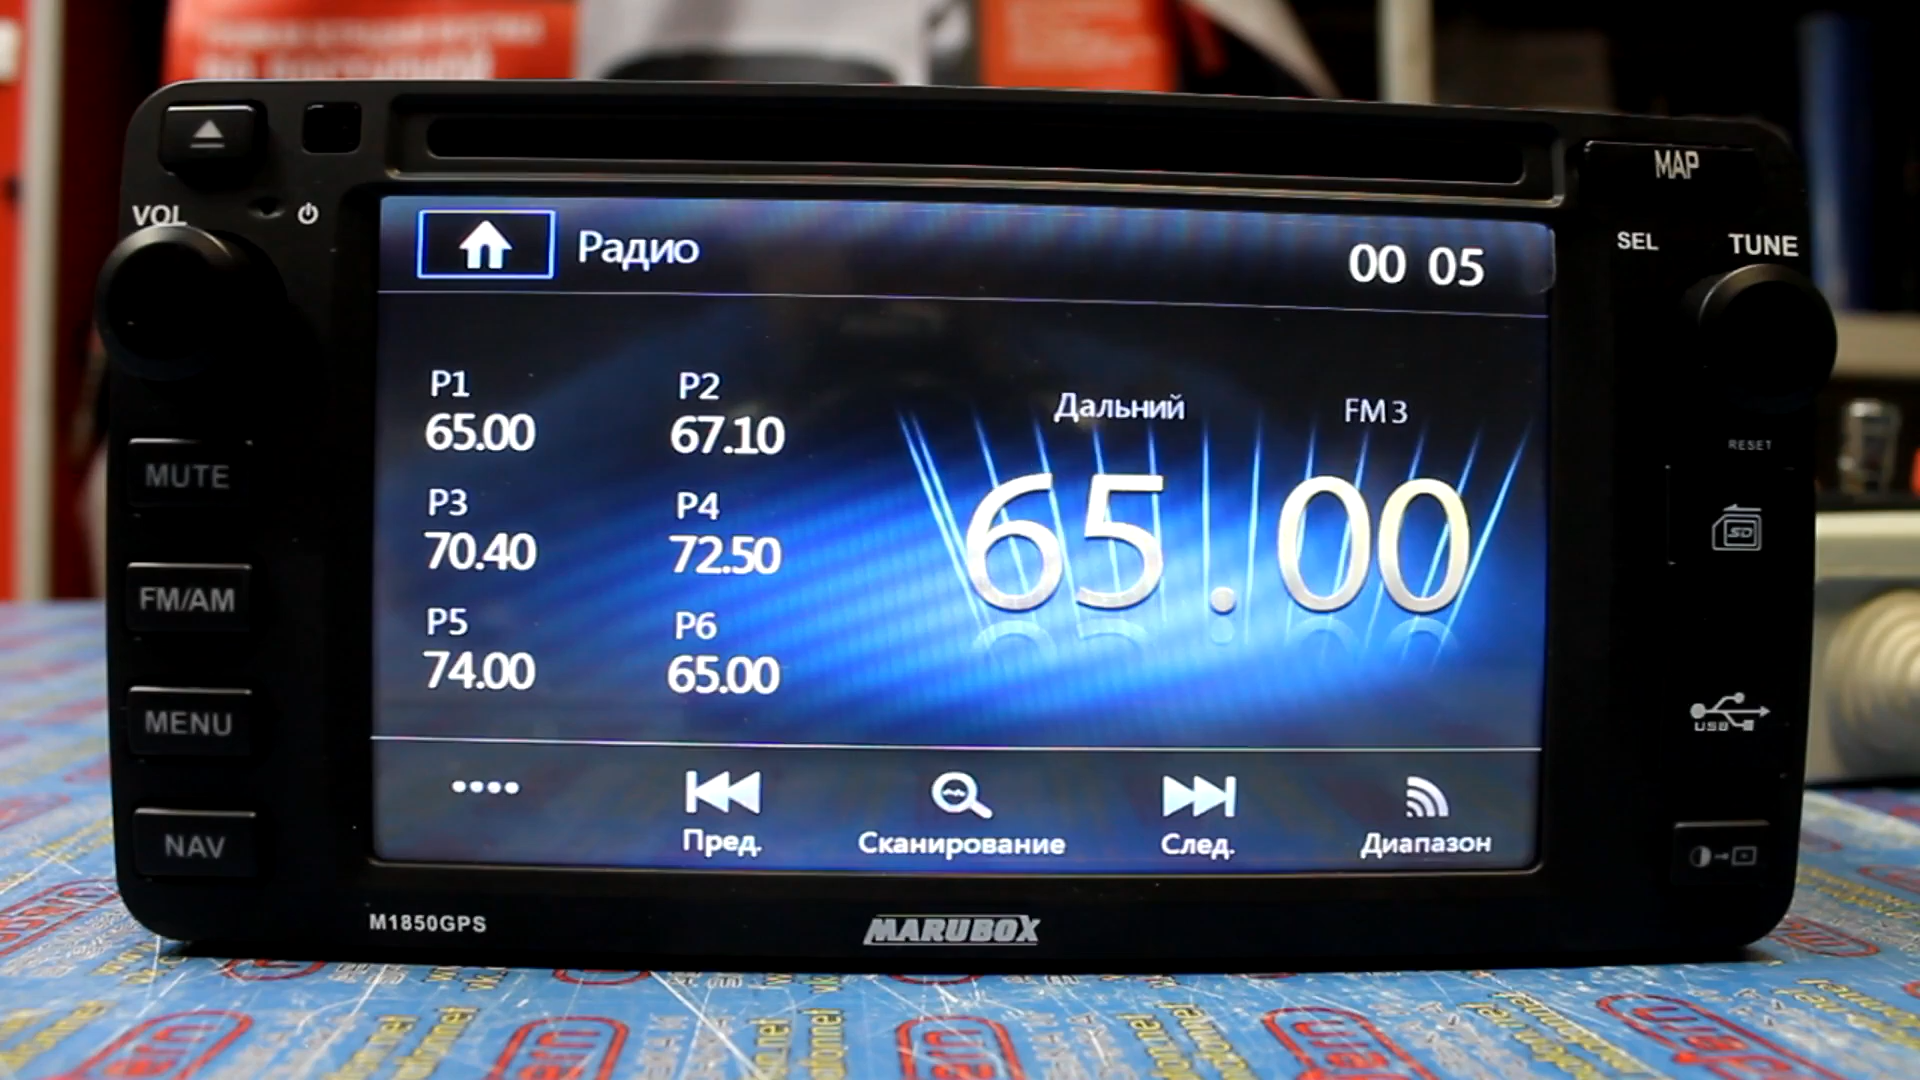 MAP
VOL
SEL
TUNE
Радио
00 05
P1
65.00
P2
67.10
Дальний
FM3
65.00
P3
70.40
P4
72.50
P5
74.00
P6
65.00
MUTE
FM/AM
MENU
NAV
RESET
SD
USB
Пред.
Сканирование
След.
Диапазон
M1850GPS
MARUBOX